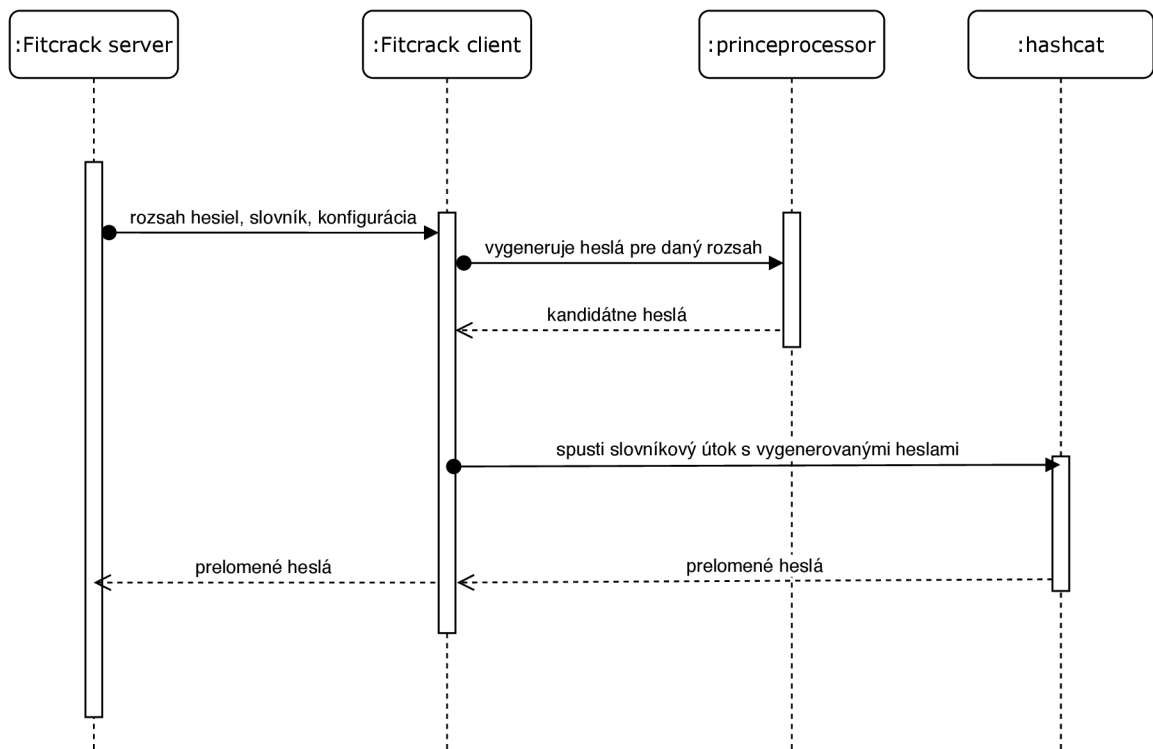 :Fitcrack server
:Fitcrack client
:princeprocessor
:hashcat
rozsah hesiel, slovník, konfigurácia
vygeneruje heslá pre daný rozsah
kandidátne heslá
spusti slovníkový útok s vygenerovanými heslami
prelomené heslá
prelomené heslá